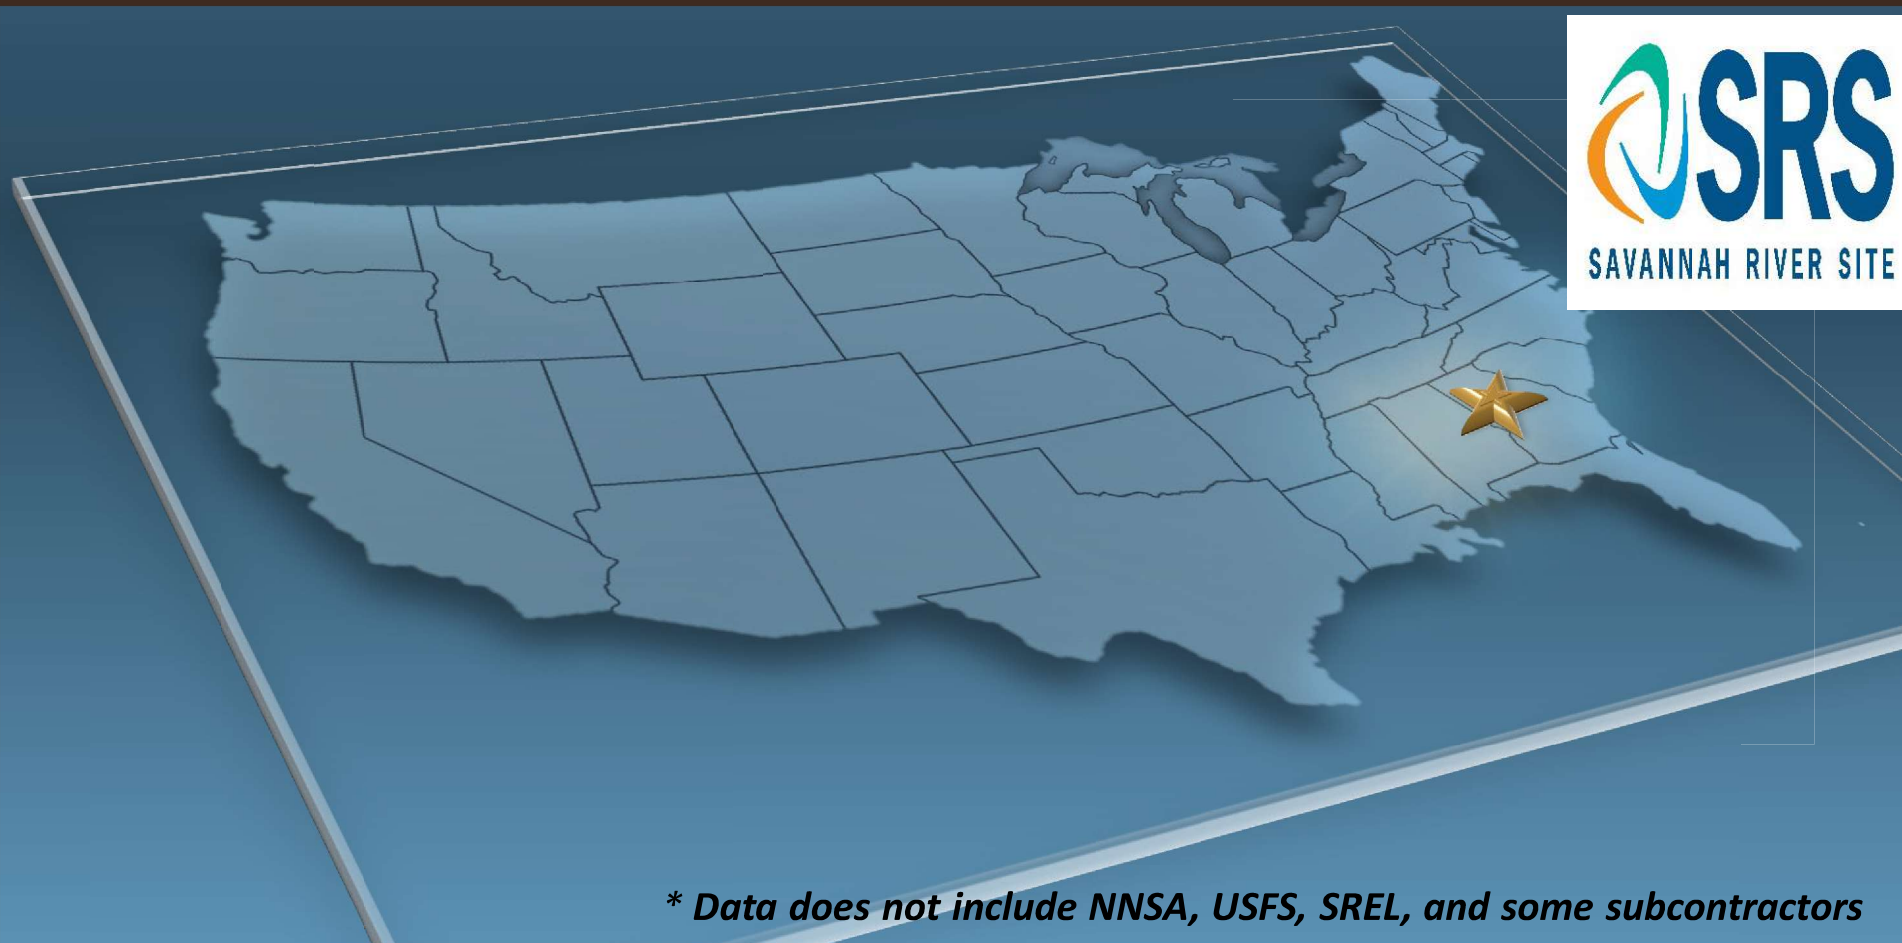 SRS
SAVANNAH RIVER SITE
* Data does not include NNSA, USFS, SREL, and some subcontractors